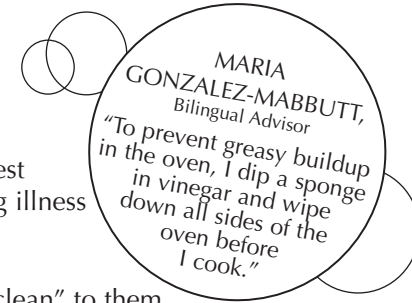 MARIA
GONZALEZ-MABBUTT,
Bilingual Advisor
“To prevent greasy buildup
in the oven, I dip a sponge
in vinegar and wipe
down all sides of the
oven before
I cook.”
est
g illness
clean” to them